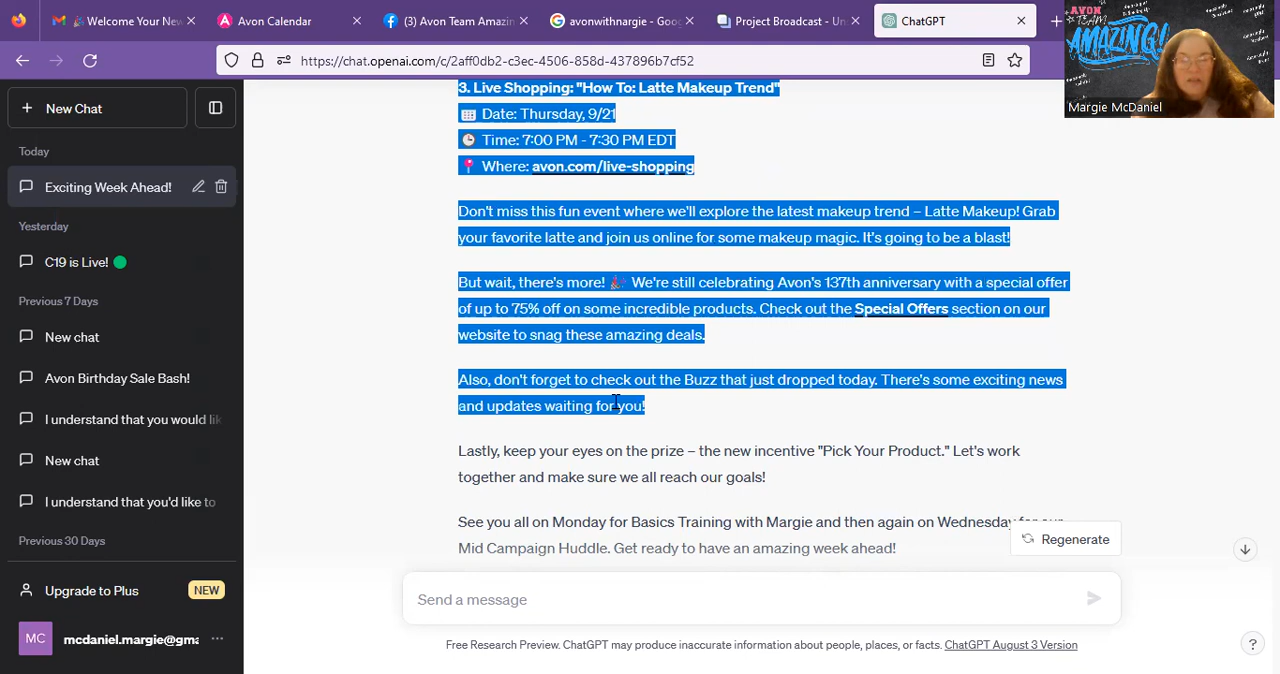 🎉 Welcome Your New
Avon Calendar
(3) Avon Team Amazin
avonwithnargie - Goo
Project Broadcast - Un
ChatGPT
https://chat.openai.com/c/2aff0db2-c3ec-4506-858d-437896b7cf52
AVON
TEAM
AMAZING!
Margie McDaniel
New Chat
Today
Exciting Week Ahead!
Yesterday
C19 is Live! 🟢
Previous 7 Days
New chat
Avon Birthday Sale Bash!
I understand that you would lik
New chat
I understand that you'd like to
Previous 30 Days
Upgrade to Plus
NEW
MC
mcdaniel.margie@gma
3. Live Shopping: "How To: Latte Makeup Trend"
📅 Date: Thursday, 9/21
🕒 Time: 7:00 PM - 7:30 PM EDT
📍 Where: avon.com/live-shopping
Don't miss this fun event where we'll explore the latest makeup trend – Latte Makeup! Grab
your favorite latte and join us online for some makeup magic. It's going to be a blast!
But wait, there's more! 🎉 We're still celebrating Avon's 137th anniversary with a special offer
of up to 75% off on some incredible products. Check out the Special Offers section on our
website to snag these amazing deals.
Also, don't forget to check out the Buzz that just dropped today. There's some exciting news
and updates waiting for you!
Lastly, keep your eyes on the prize – the new incentive "Pick Your Product." Let's work
together and make sure we all reach our goals!
See you all on Monday for Basics Training with Margie and then again on Wednesday for our
Mid Campaign Huddle. Get ready to have an amazing week ahead!
Regenerate
Send a message
Free Research Preview. ChatGPT may produce inaccurate information about people, places, or facts. ChatGPT August 3 Version
?